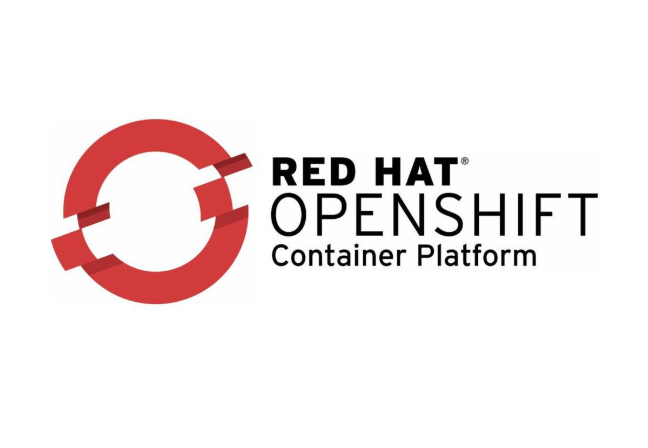 RED HAT®
OPENSHIFT
Container Platform